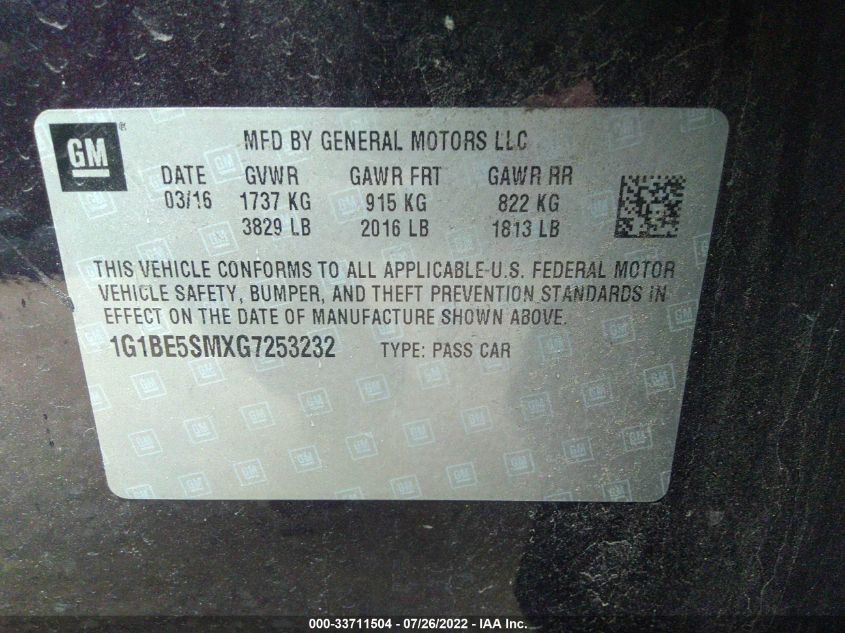 GM®
MFD BY GENERAL MOTORS LLC
DATE GVWR GAWR FRT GAWR RR
03/16 1737 KG 915 KG 822 KG
3829 LB 2016 LB 1813 LB
THIS VEHICLE CONFORMS TO ALL APPLICABLE U.S. FEDERAL MOTOR
VEHICLE SAFETY, BUMPER, AND THEFT PREVENTION STANDARDS IN
EFFECT ON THE DATE OF MANUFACTURE SHOWN ABOVE.
1G1BE5SMXG7253232 TYPE: PASS CAR
000-33711504 - 07/26/2022 - IAA Inc.